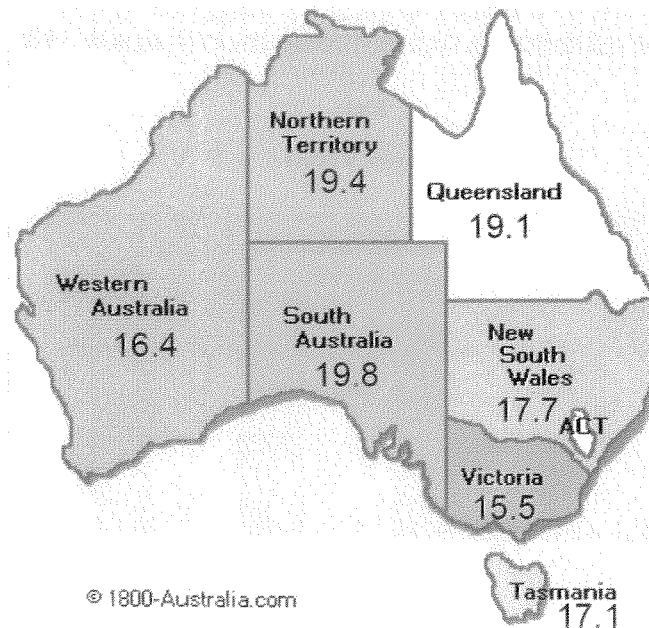 Northern
Territory
19.4
Queensland
19.1
Western
Australia
16.4
South
Australia
19.8
New
South
Wales
17.7
ACT
Victoria
15.5
Tasmania
17.1
© 1800-Australia.com